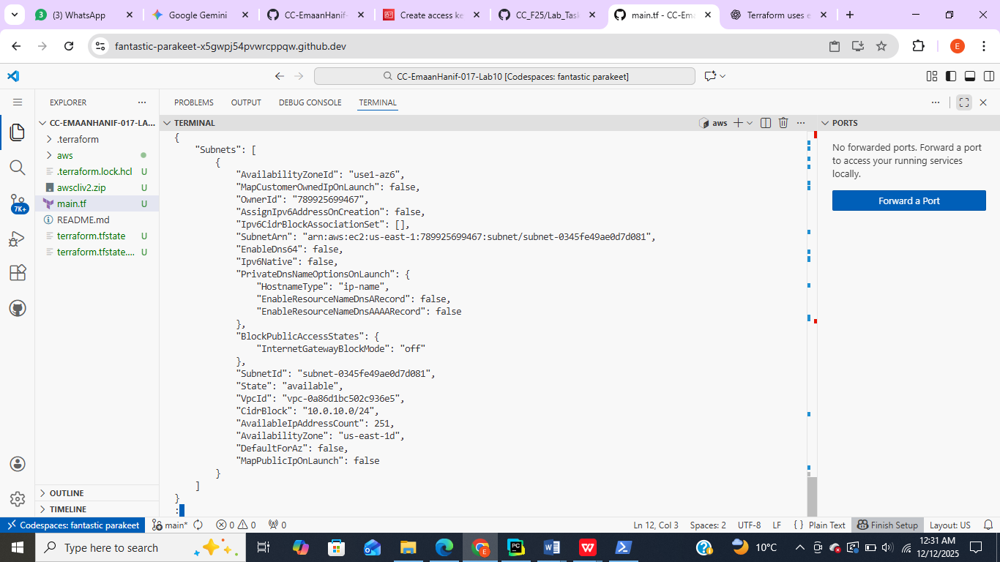 3
(3) WhatsApp
Google Gemini
CC-EmaanHanif-
Create access ke
CC_F25/Lab_Tas
main.tf - CC-Ema
Terraform uses e
fantastic-parakeet-x5gwpj54pvwrcppqw.github.dev
E
CC-EmaanHanif-017-Lab10 [Codespaces: fantastic parakeet]
EXPLORER
PROBLEMS
OUTPUT
DEBUG CONSOLE
TERMINAL
CC-EMAANHANIF-017-LA...
.terraform
aws
.terraform.lock.hcl U
awscliv2.zip U
main.tf U
README.md
terraform.tfstate U
terraform.tfstate.... U
7K+
OUTLINE
TIMELINE
TERMINAL
aws
{
"Subnets": [
{
"AvailabilityZoneId": "use1-az6",
"MapCustomerOwnedIpOnLaunch": false,
"OwnerId": "789925699467",
"AssignIpv6AddressOnCreation": false,
"Ipv6CidrBlockAssociationSet": [],
"SubnetArn": "arn:aws:ec2:us-east-1:789925699467:subnet/subnet-0345fe49ae0d7d081",
"EnableDns64": false,
"Ipv6Native": false,
"PrivateDnsNameOptionsOnLaunch": {
"HostnameType": "ip-name",
"EnableResourceNameDnsARecord": false,
"EnableResourceNameDnsAAAARecord": false
},
"BlockPublicAccessStates": {
"InternetGatewayBlockMode": "off"
},
"SubnetId": "subnet-0345fe49ae0d7d081",
"State": "available",
"VpcId": "vpc-0a86d1bc502c936e5",
"CidrBlock": "10.0.10.0/24",
"AvailableIpAddressCount": 251,
"AvailabilityZone": "us-east-1d",
"DefaultForAz": false,
"MapPublicIpOnLaunch": false
}
]
}
:
PORTS
No forwarded ports. Forward a port
to access your running services
locally.
Forward a Port
Codespaces: fantastic parakeet
main*
0
0
0
Ln 12, Col 3
Spaces: 2
UTF-8
LF
{ } Plain Text
Finish Setup
Layout: US
Type here to search
10°C
12:31 AM
12/12/2025